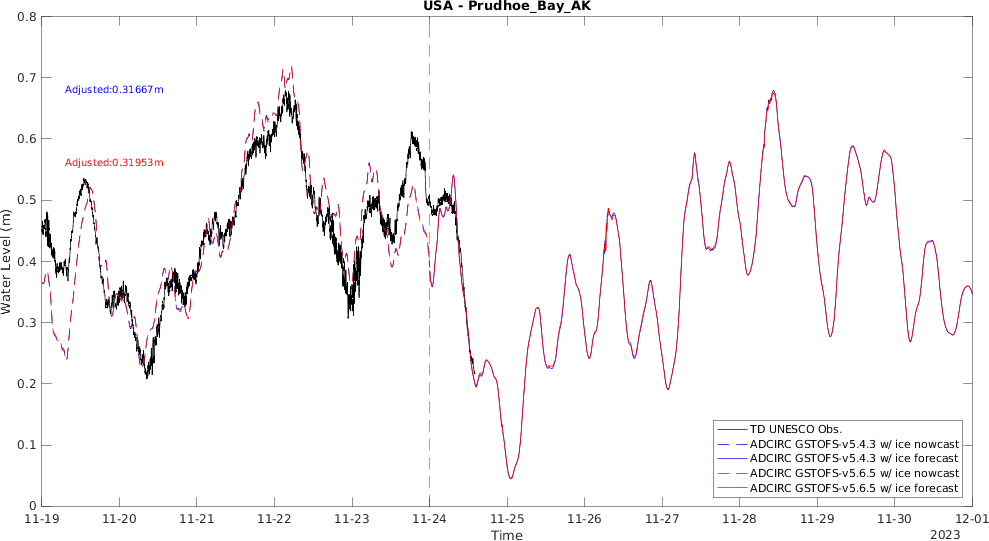 USA - Prudhoe_Bay_AK
0.8
0.7
0.6
0.5
0.4
0.3
0.2
0.1
0
Water Level (m)
Adjusted:0.31667m
Adjusted:0.31953m
TD UNESCO Obs.
ADCIRC GSTOFS-v5.4.3 w/ ice nowcast
ADCIRC GSTOFS-v5.4.3 w/ ice forecast
ADCIRC GSTOFS-v5.6.5 w/ ice nowcast
ADCIRC GSTOFS-v5.6.5 w/ ice forecast
11-19 11-20 11-21 11-22 11-23 11-24 11-25 11-26 11-27 11-28 11-29 11-30 12-01
Time
2023